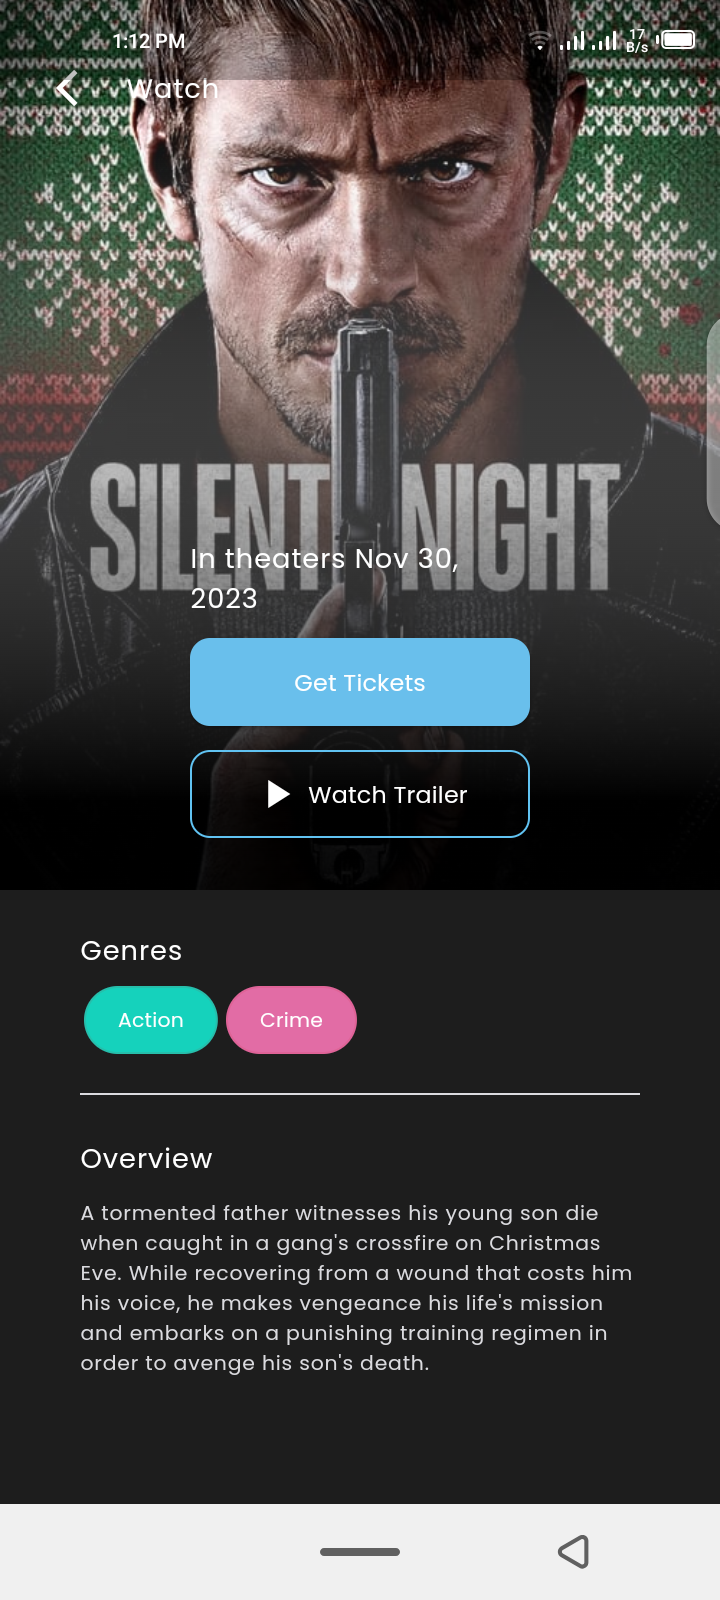 1:12 PM
17
B/s
Watch
SILENT NIGHT
In theaters Nov 30,
2023
Get Tickets
Watch Trailer
Genres
Action
Crime
Overview
A tormented father witnesses his young son die
when caught in a gang's crossfire on Christmas
Eve. While recovering from a wound that costs him
his voice, he makes vengeance his life's mission
and embarks on a punishing training regimen in
order to avenge his son's death.